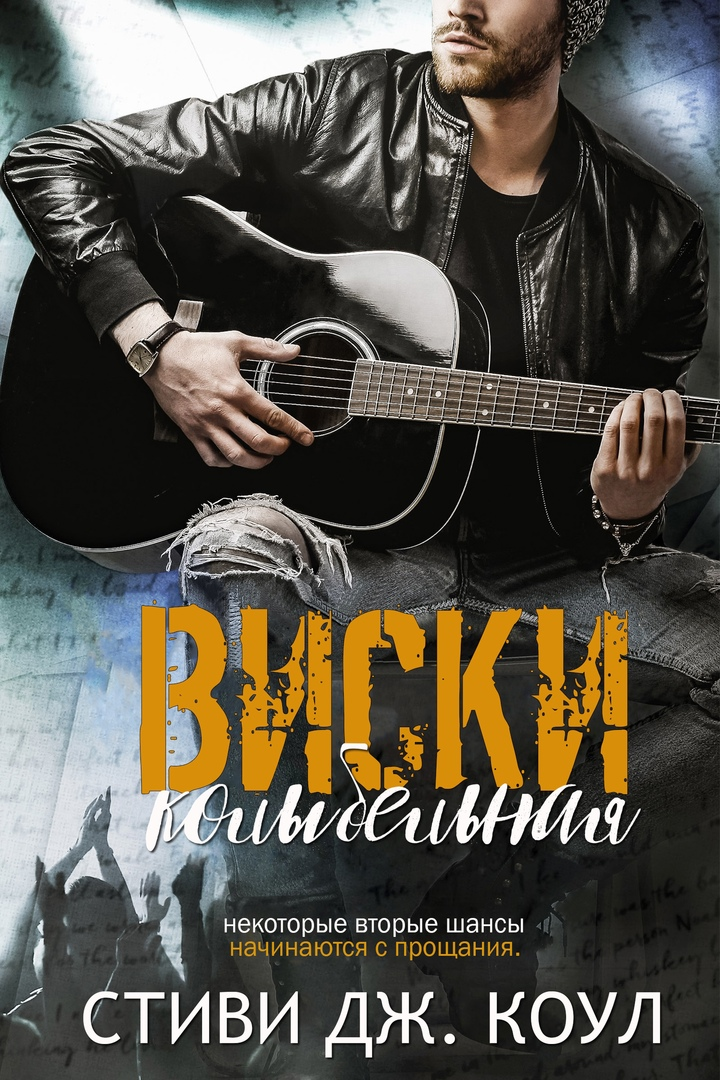 ВИСКИ
колыбельная
некоторые вторые шансы
начинаются с прощания.
СТИВИ ДЖ. КОУЛ